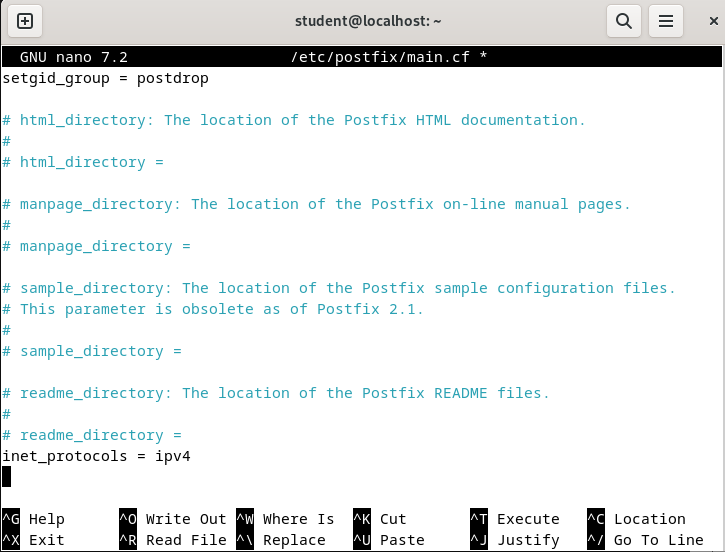 student@localhost: ~
GNU nano 7.2 /etc/postfix/main.cf *
setgid_group = postdrop
# html_directory: The location of the Postfix HTML documentation.
#
# html_directory =
# manpage_directory: The location of the Postfix on-line manual pages.
#
# manpage_directory =
# sample_directory: The location of the Postfix sample configuration files.
# This parameter is obsolete as of Postfix 2.1.
#
# sample_directory =
# readme_directory: The location of the Postfix README files.
#
# readme_directory =
inet_protocols = ipv4
^G Help ^O Write Out ^W Where Is ^K Cut ^T Execute ^C Location
^X Exit ^R Read File ^\ Replace ^U Paste ^J Justify ^/ Go To Line